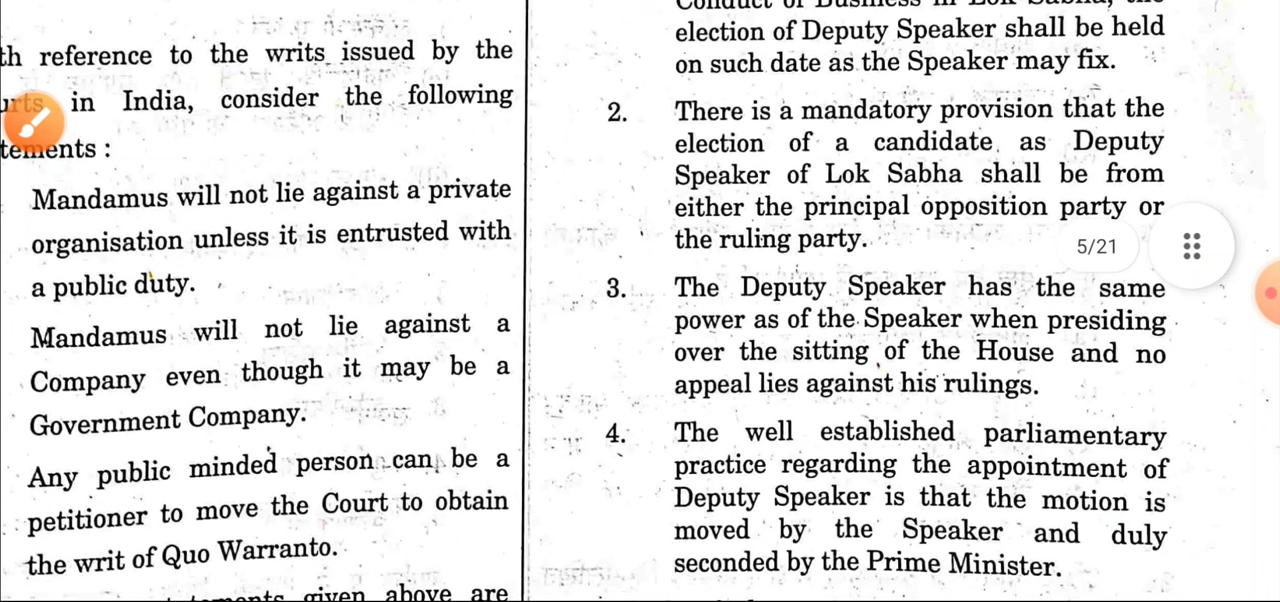 th reference to the writs issued by the
urts in India, consider the following
tements :
Mandamus will not lie against a private
organisation unless it is entrusted with
a public duty.
Mandamus will not lie against a
Company even though it may be a
Government Company.
Any public minded person can be a
petitioner to move the Court to obtain
the writ of Quo Warranto.
given above are
Conduct of Business in Lok Sabha, the
election of Deputy Speaker shall be held
on such date as the Speaker may fix.
2. There is a mandatory provision that the
election of a candidate as Deputy
Speaker of Lok Sabha shall be from
either the principal opposition party or
the ruling party.
5/21
3. The Deputy Speaker has the same
power as of the Speaker when presiding
over the sitting of the House and no
appeal lies against his rulings.
4. The well established parliamentary
practice regarding the appointment of
Deputy Speaker is that the motion is
moved by the Speaker and duly
seconded by the Prime Minister.